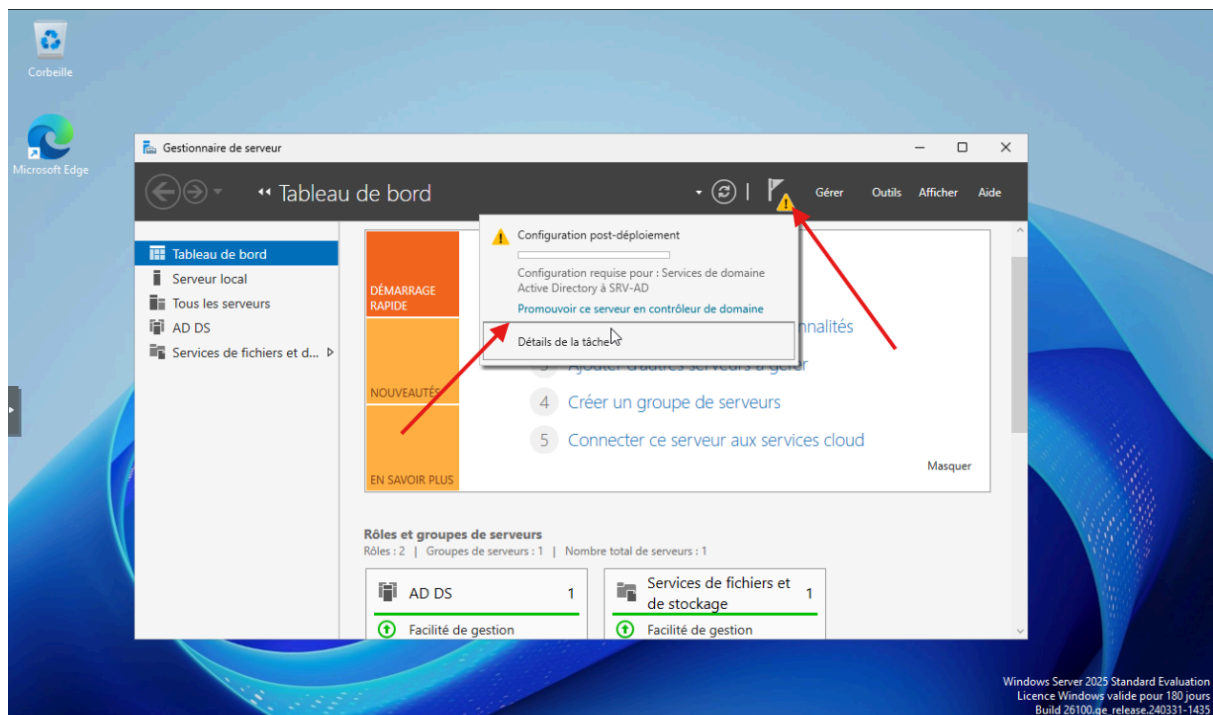 Corbeille
Microsoft Edge
Gestionnaire de serveur
Tableau de bord
Gérer Outils Afficher Aide
Tableau de bord
Serveur local
Tous les serveurs
AD DS
Services de fichiers et d...
Configuration post-déploiement
Configuration requise pour : Services de domaine
Active Directory à SRV-AD
Promouvoir ce serveur en contrôleur de domaine
Détails de la tâche
DÉMARRAGE
RAPIDE
NOUVEAUTÉS
EN SAVOIR PLUS
3 Ajouter d'autres serveurs à gérer
4 Créer un groupe de serveurs
5 Connecter ce serveur aux services cloud
Masquer
Rôles et groupes de serveurs
Rôles : 2 | Groupes de serveurs : 1 | Nombre total de serveurs : 1
AD DS 1
Facilité de gestion
Services de fichiers et
de stockage 1
Facilité de gestion
Windows Server 2025 Standard Evaluation
Licence Windows valide pour 180 jours
Build 26100.ge_release.240331-1435